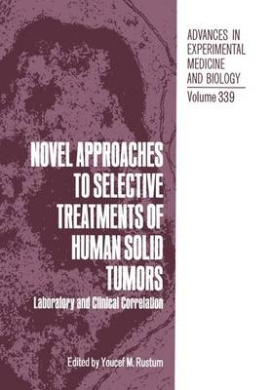 ADVANCES IN
EXPERIMENTAL
MEDICINE
AND BIOLOGY
Volume 339
NOVEL APPROACHES
TO SELECTIVE
TREATMENTS OF
HUMAN SOLID
TUMORS
Laboratory and Clinical Correlation
Edited by Youcef M. Rustum